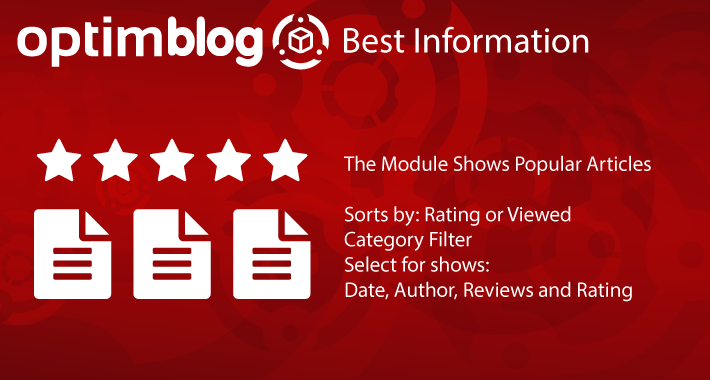 optimblog Best Information
The Module Shows Popular Articles
Sorts by: Rating or Viewed
Category Filter
Select for shows:
Date, Author, Reviews and Rating